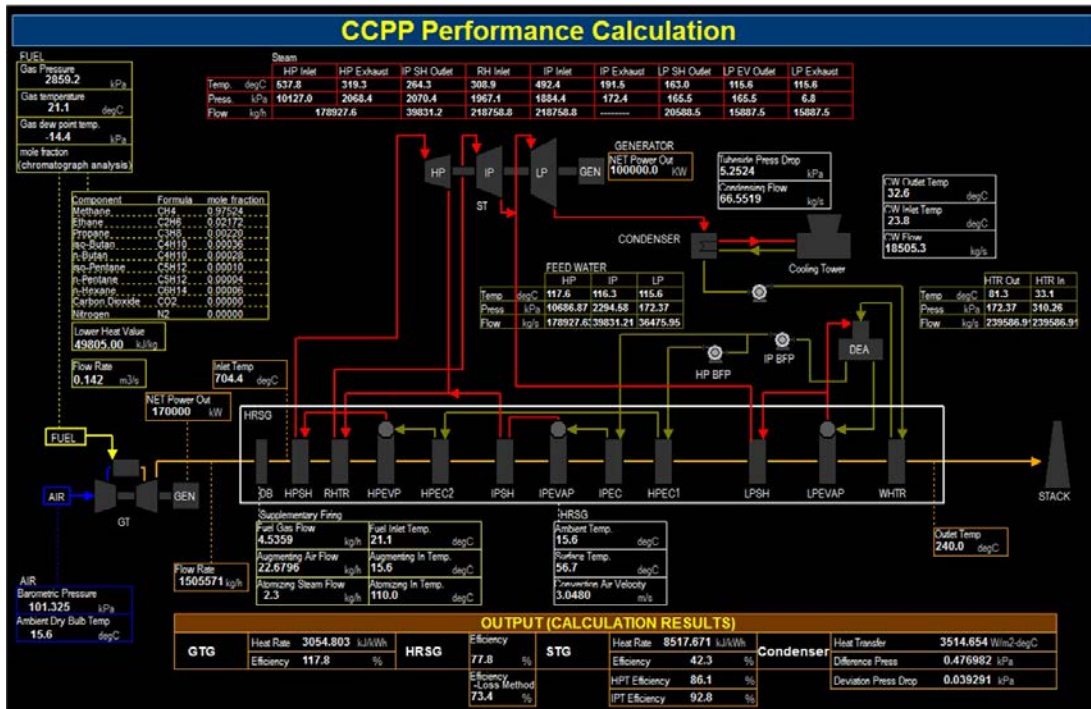 CCPP Performance Calculation
FUEL
Gas Pressure
2859.2 kPa
Gas temperature
21.1 degC
Gas dew point temp.
-14.4 kPa
mole fraction
(chromatograph analysis)
Component Formula mole fraction
Methane CH4 0.97524
Ethane C2H6 0.02172
Propane C3H8 0.00220
iso-Butan C4H10 0.00036
n-Butan C4H10 0.00028
iso-Pentane C5H12 0.00010
n-Pentane C5H12 0.00004
n-Hexane C6H14 0.00006
Carbon Dioxide CO2 0.00000
Nitrogen N2 0.00000
Lower Heat Value
49805.00 kJ/kg
Flow Rate
0.142 m3/s
Steam
HP Inlet HP Exhaust IP SH Outlet RH Inlet IP Inlet IP Exhaust LP SH Outlet LP EV Outlet LP Exhaust
Temp. degC 537.8 319.3 264.3 308.9 492.4 191.5 163.0 115.6 115.6
Press. kPa 10127.0 2068.4 2070.4 1967.1 1884.4 172.4 165.5 165.5 6.8
Flow kg/h 178927.6 39831.2 218758.8 218758.8 -------- 20588.5 15887.5 15887.5
HP
IP
LP
GEN
ST
GENERATOR
NET Power Out
100000.0 KW
Tubeside Press Drop
5.2524 kPa
Condensing Flow
66.5519 kg/s
CW Outlet Temp
32.6 degC
CW Inlet Temp
23.8 degC
CW Flow
18505.3 kg/s
CONDENSER
Cooling Tower
FEED WATER
HP IP LP
Temp degC 117.6 116.3 115.6
Press kPa 10686.87 2294.58 172.37
Flow kg/s 178927.63 39831.21 36475.95
HTR Out HTR In
Temp degC 81.3 33.1
Press kPa 172.37 310.26
Flow kg/s 239586.91 239586.91
HP BFP
IP BFP
DEA
Inlet Temp
704.4 degC
NET Power Out
170000 kW
HRSG
FUEL
AIR
GT
GEN
DB HPSH RHTR HPEVP HPEC2 IPSH IPEVAP IPEC HPEC1 LPSH LPEVAP WHTR
STACK
Flow Rate
1505571 kg/h
Supplementary Firing
Fuel Gas Flow
4.5359 kg/h
Fuel Inlet Temp.
21.1 degC
Augmenting Air Flow
22.6796 kg/h
Augmenting In Temp.
15.6 degC
Atomizing Steam Flow
2.3 kg/h
Atomizing In Temp.
110.0 degC
HRSG
Ambient Temp.
15.6 degC
Surface Temp.
56.7 degC
Convection Air Velocity
3.0480 m/s
Outlet Temp
240.0 degC
AIR
Barometric Pressure
101.325 kPa
Ambient Dry Bulb Temp
15.6 degC
OUTPUT (CALCULATION RESULTS)
GTG
Heat Rate 3054.803 kJ/kWh
Efficiency 117.8 %
HRSG
Efficiency
77.8 %
Efficiency
-Loss Method
73.4 %
STG
Heat Rate 8517.671 kJ/kWh
Efficiency 42.3 %
HPT Efficiency 86.1 %
IPT Efficiency 92.8 %
Condenser
Heat Transfer 3514.654 W/m2-degC
Difference Press 0.476982 kPa
Deviation Press Drop 0.039291 kPa